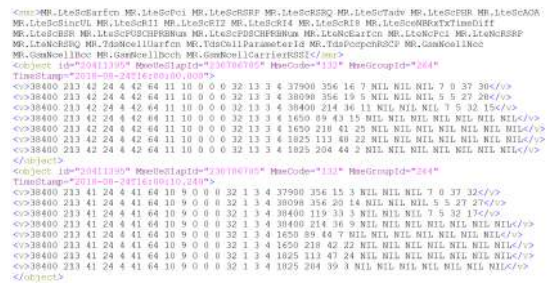 <smr>MR.LteScEarfcn MR.LteScPci MR.LteScRSRP MR.LteScRSRQ MR.LteScTadv MR.LteScPHR MR.LteScAOA
MR.LteScSinrUL MR.LteScRI1 MR.LteScRI2 MR.LteScRI4 MR.LteScRI8 MR.LteSceNBRxTxTimeDiff
MR.LteScBSR MR.LteScPUSCHPRBNum MR.LteScPDSCHPRBNum MR.LteNcEarfcn MR.LteNcPci MR.LteNcRSRP
MR.LteNcRSRQ MR.TdsNcellUarfcn MR.TdsCellParameterId MR.TdsPccpchRSCP MR.GsmNcellNcc
MR.GsmNcellBcc MR.GsmNcellBcch MR.GsmNcellCarrierRSSI</smr>
<object id="20411395" MmeUeS1apId="230786705" MmeCode="132" MmeGroupId="264"
TimeStamp="2018-08-24T16:00:00.000">
<v>38400 213 42 24 4 42 64 11 10 0 0 0 32 13 3 4 37900 356 16 7 NIL NIL NIL 7 0 37 30</v>
<v>38400 213 42 24 4 42 64 11 10 0 0 0 32 13 3 4 38098 356 19 5 NIL NIL NIL 5 5 27 28</v>
<v>38400 213 42 24 4 42 64 11 10 0 0 0 32 13 3 4 38400 214 36 11 NIL NIL NIL 7 5 32 15</v>
<v>38400 213 42 24 4 42 64 11 10 0 0 0 32 13 3 4 1650 89 43 15 NIL NIL NIL NIL NIL NIL NIL</v>
<v>38400 213 42 24 4 42 64 11 10 0 0 0 32 13 3 4 1650 218 41 25 NIL NIL NIL NIL NIL NIL NIL</v>
<v>38400 213 42 24 4 42 64 11 10 0 0 0 32 13 3 4 1825 113 48 22 NIL NIL NIL NIL NIL NIL NIL</v>
<v>38400 213 42 24 4 42 64 11 10 0 0 0 32 13 3 4 1825 204 44 2 NIL NIL NIL NIL NIL NIL NIL</v>
</object>
<object id="20411395" MmeUeS1apId="230786705" MmeCode="132" MmeGroupId="264"
TimeStamp="2018-08-24T16:00:10.240">
<v>38400 213 41 24 4 41 64 10 9 0 0 0 32 1 3 4 37900 356 15 3 NIL NIL NIL 7 0 37 32</v>
<v>38400 213 41 24 4 41 64 10 9 0 0 0 32 1 3 4 38098 356 20 14 NIL NIL NIL 5 5 27 27</v>
<v>38400 213 41 24 4 41 64 10 9 0 0 0 32 1 3 4 38400 119 33 3 NIL NIL NIL 7 5 32 17</v>
<v>38400 213 41 24 4 41 64 10 9 0 0 0 32 1 3 4 38400 214 36 9 NIL NIL NIL NIL NIL NIL NIL</v>
<v>38400 213 41 24 4 41 64 10 9 0 0 0 32 1 3 4 1650 89 44 7 NIL NIL NIL NIL NIL NIL NIL</v>
<v>38400 213 41 24 4 41 64 10 9 0 0 0 32 1 3 4 1650 218 42 22 NIL NIL NIL NIL NIL NIL NIL</v>
<v>38400 213 41 24 4 41 64 10 9 0 0 0 32 1 3 4 1825 113 47 24 NIL NIL NIL NIL NIL NIL NIL</v>
<v>38400 213 41 24 4 41 64 10 9 0 0 0 32 1 3 4 1825 204 39 3 NIL NIL NIL NIL NIL NIL NIL</v>
</object>